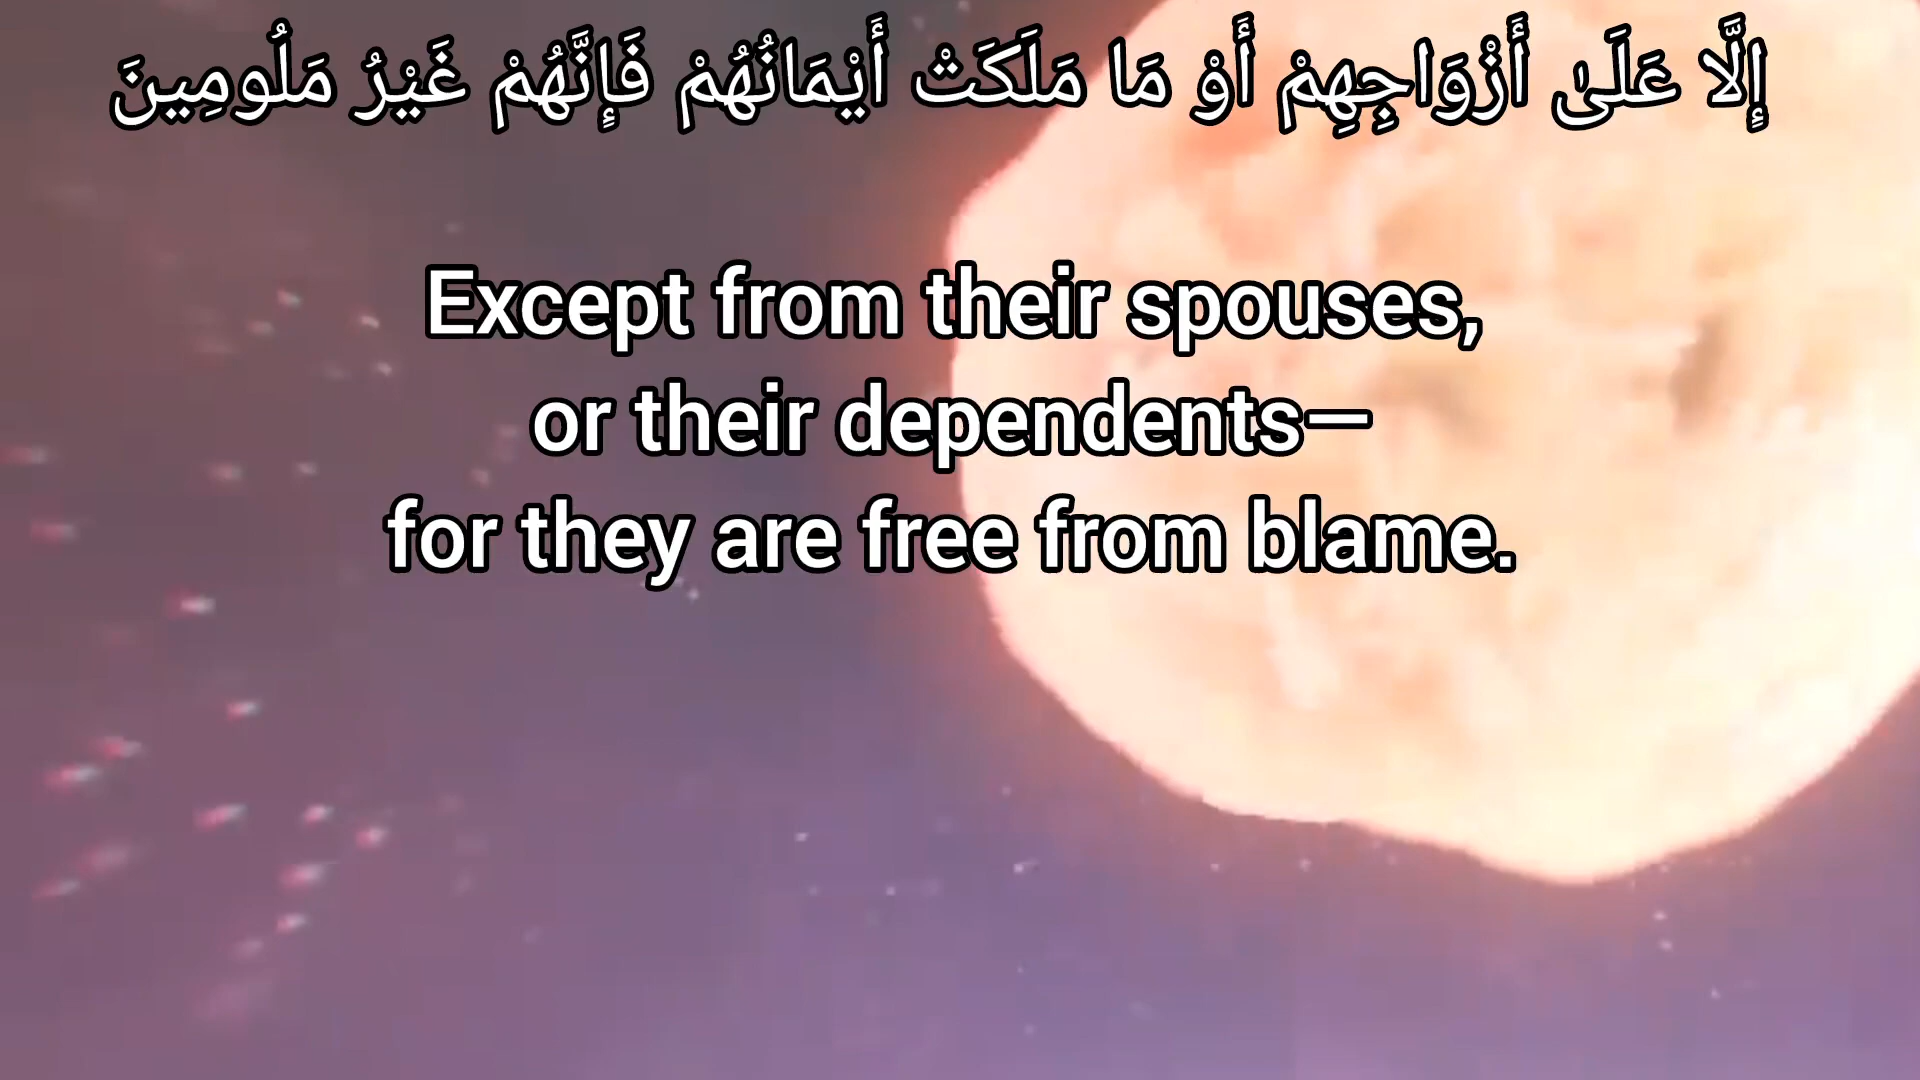 إِلَّا عَلَىٰ أَزْوَاجِهِمْ أَوْ مَا مَلَكَتْ أَيْمَانُهُمْ فَإِنَّهُمْ غَيْرُ مَلُومِينَ
Except from their spouses,
or their dependents—
for they are free from blame.